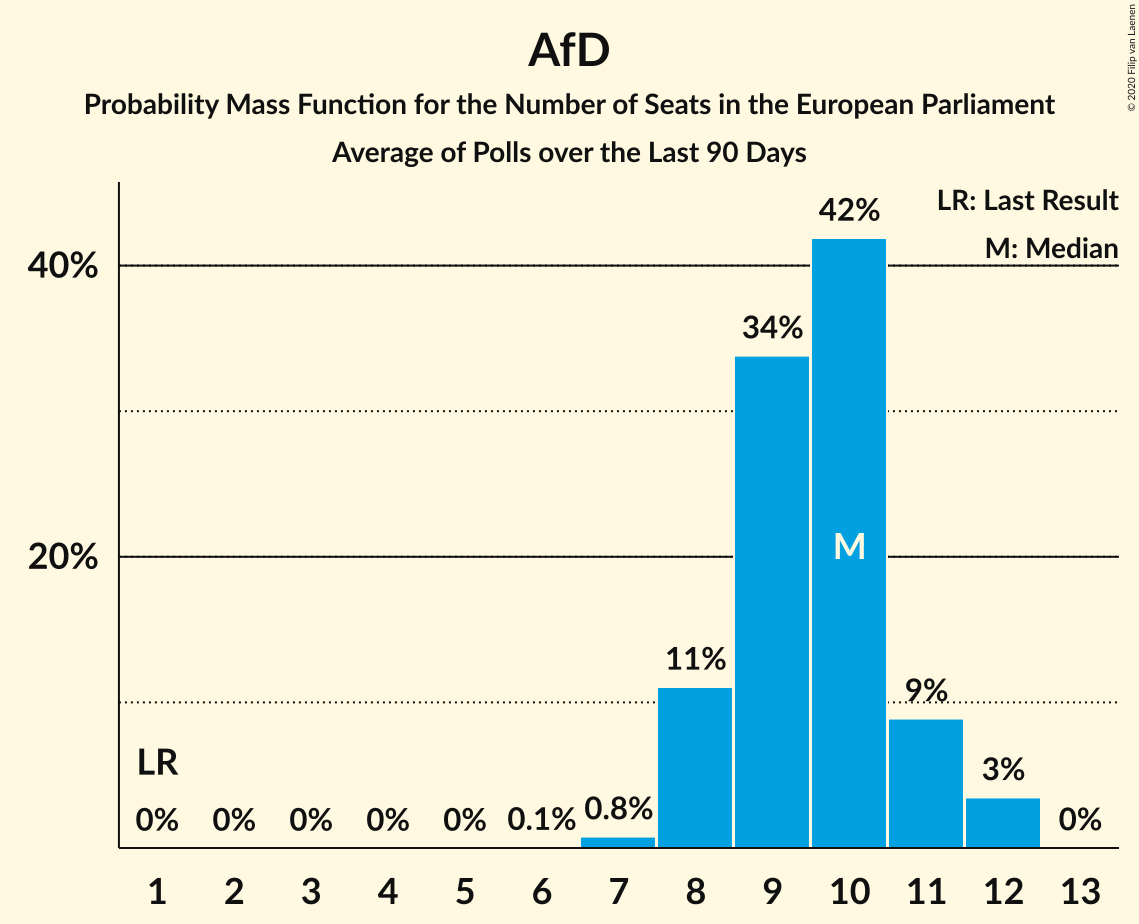 © 2020 Filip van Laenen
AfD
Probability Mass Function for the Number of Seats in the European Parliament
Average of Polls over the Last 90 Days
LR: Last Result
M: Median
42%
40%
34%
M
20%
11%
9%
LR
3%
0% 0% 0% 0% 0% 0.1% 0.8% 0%
1 2 3 4 5 6 7 8 9 10 11 12 13